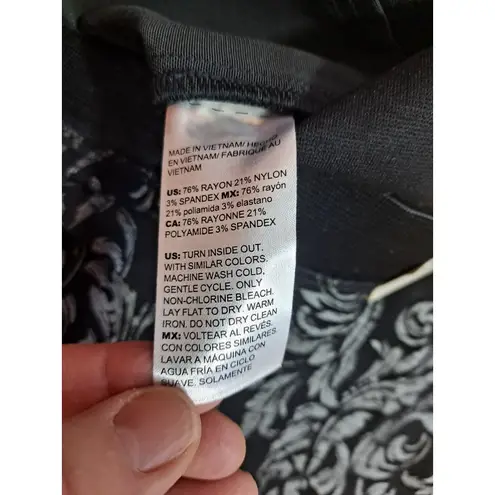 MADE IN VIETNAM/ HECHO
EN VIETNAM/ FABRIQUÉ AU
VIETNAM
US: 76% RAYON 21% NYLON
3% SPANDEX MX: 76% rayón
21% poliamida 3% elastano
CA: 76% RAYONNE 21%
POLYAMIDE 3% SPANDEX
US: TURN INSIDE OUT.
WITH SIMILAR COLORS.
MACHINE WASH COLD,
GENTLE CYCLE. ONLY
NON-CHLORINE BLEACH.
LAY FLAT TO DRY. WARM
IRON. DO NOT DRY CLEAN
MX: VOLTEAR AL REVÉS.
CON COLORES SIMILARES.
LAVAR A MÁQUINA CON
AGUA FRÍA EN CICLO
SUAVE. SOLAMENTE